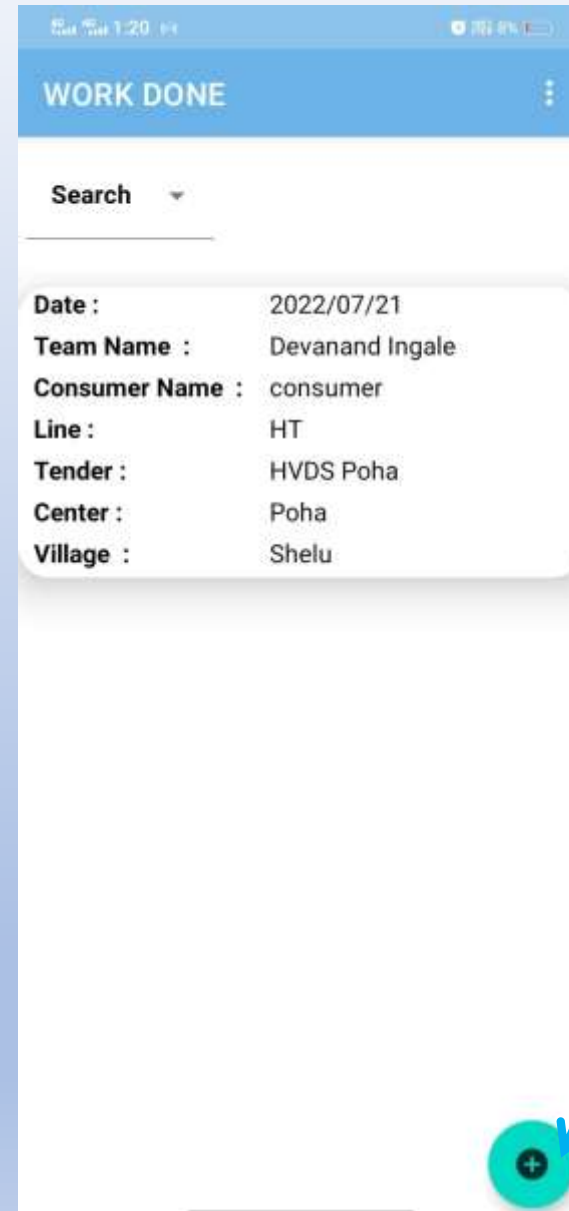 1:20 8%
WORK DONE
Search
Date : 2022/07/21
Team Name : Devanand Ingale
Consumer Name : consumer
Line : HT
Tender : HVDS Poha
Center : Poha
Village : Shelu